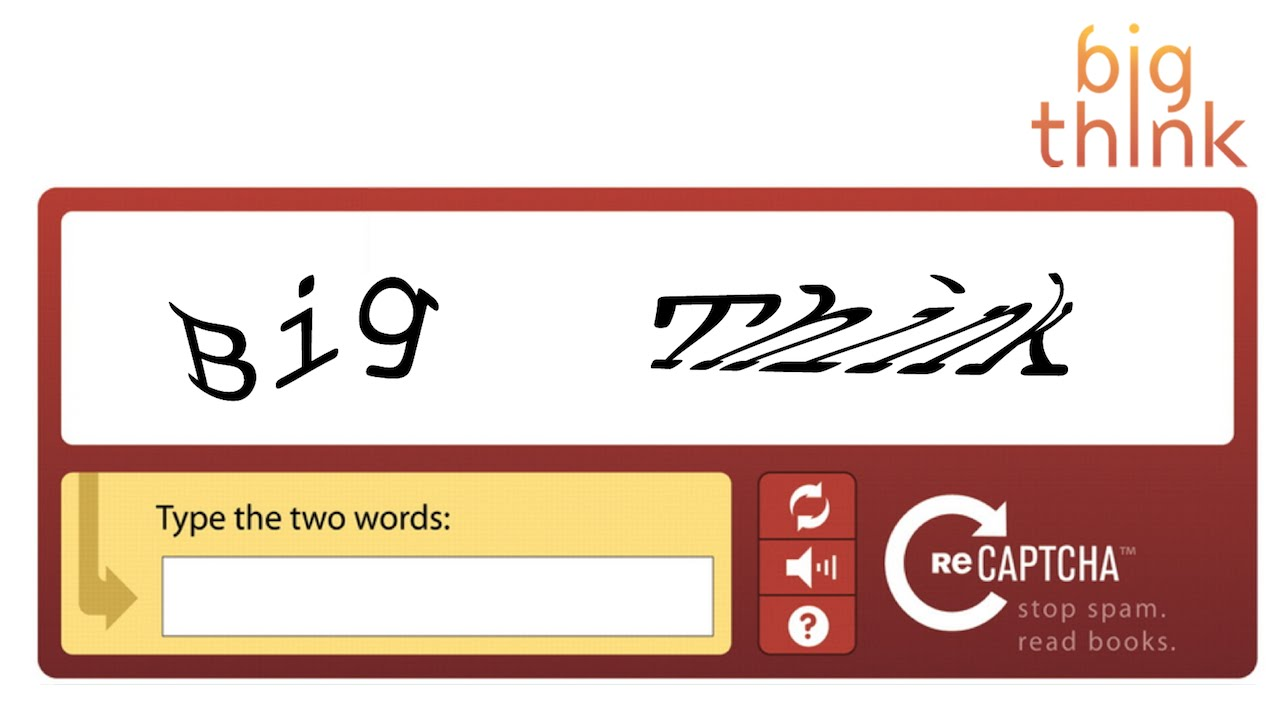 big
think
Big Think
Type the two words:
?
ReCAPTCHA™
stop spam.
read books.